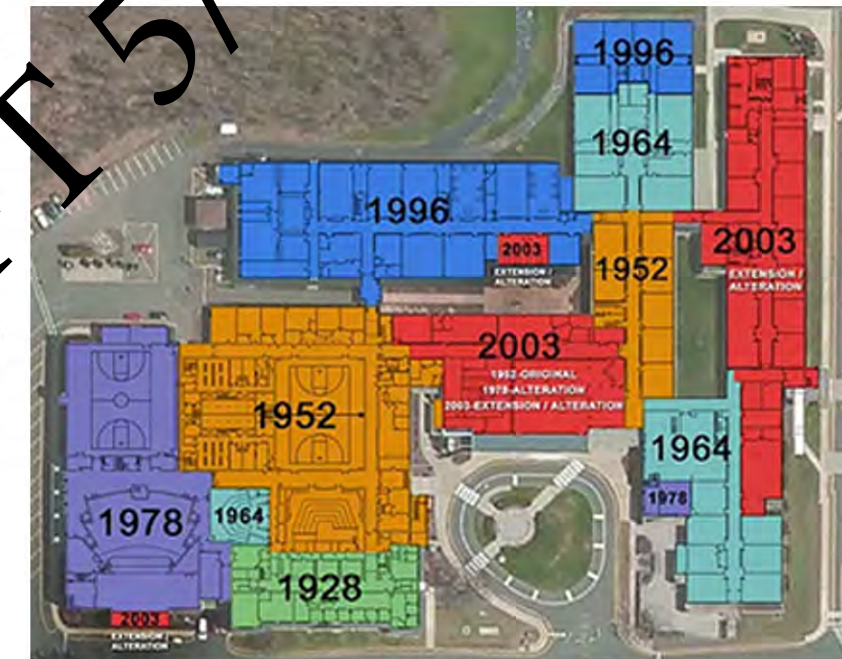 T 5/
1996
1964
1996
2003
EXTENSION /
ALTERATION
1952
2003
EXTENSION /
ALTERATION
2003
1952-ORIGINAL
1978-ALTERATION
2003-EXTENSION / ALTERATION
1952
1964
1978
1978
1964
1928
2003
EXTENSION /
ALTERATION